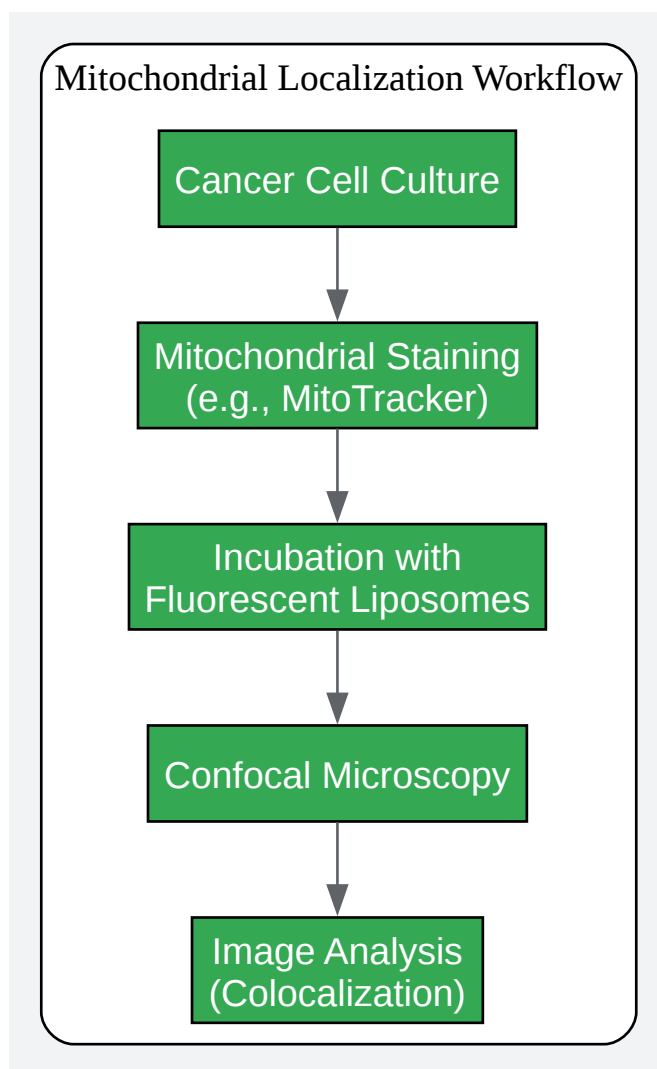 Mitochondrial Localization Workflow
Cancer Cell Culture
Mitochondrial Staining
(e.g., MitoTracker)
Incubation with
Fluorescent Liposomes
Confocal Microscopy
Image Analysis
(Colocalization)